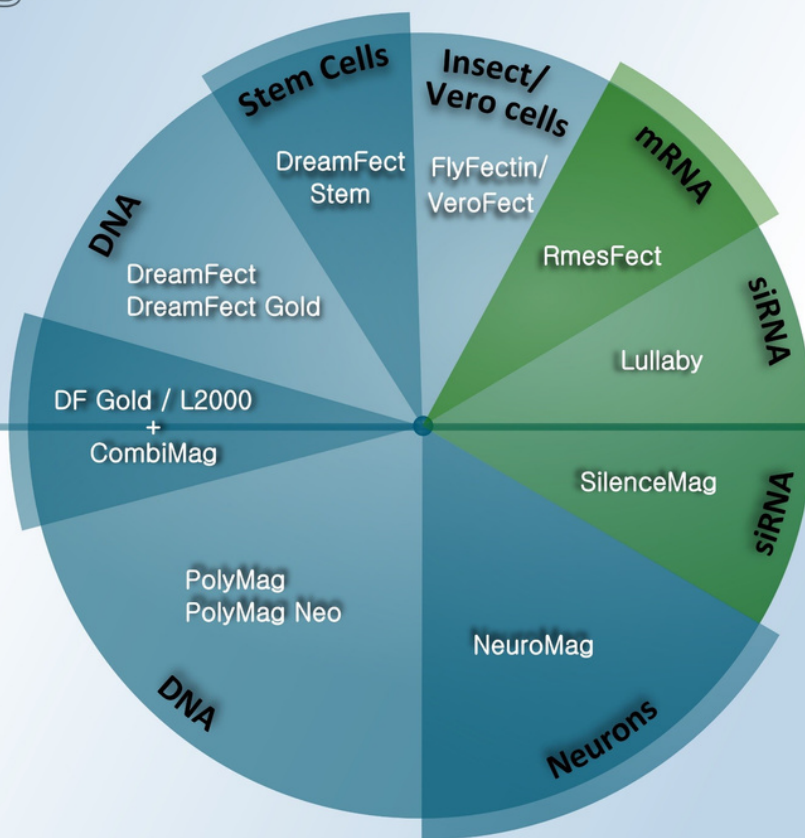 Stem Cells
DreamFect
Stem
Insect/
Vero cells
FlyFectin/
VeroFect
mRNA
RmesFect
siRNA
Lullaby
DNA
DreamFect
DreamFect Gold
DF Gold / L2000
+
CombiMag
SilenceMag
siRNA
PolyMag
PolyMag Neo
DNA
NeuroMag
Neurons